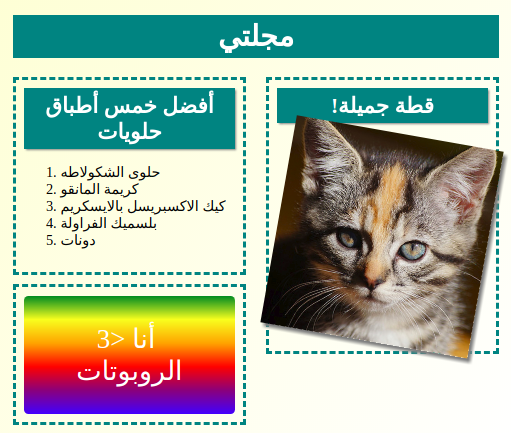 مجلتي
قطة جميلة!
أفضل خمس أطباق
حلويات
1. حلوى الشكولاطه
2. كريمة المانقو
3. كيك الاكسبريسل بالايسكريم
4. بلسميك الفراولة
5. دونات
أنا <3
الروبوتات